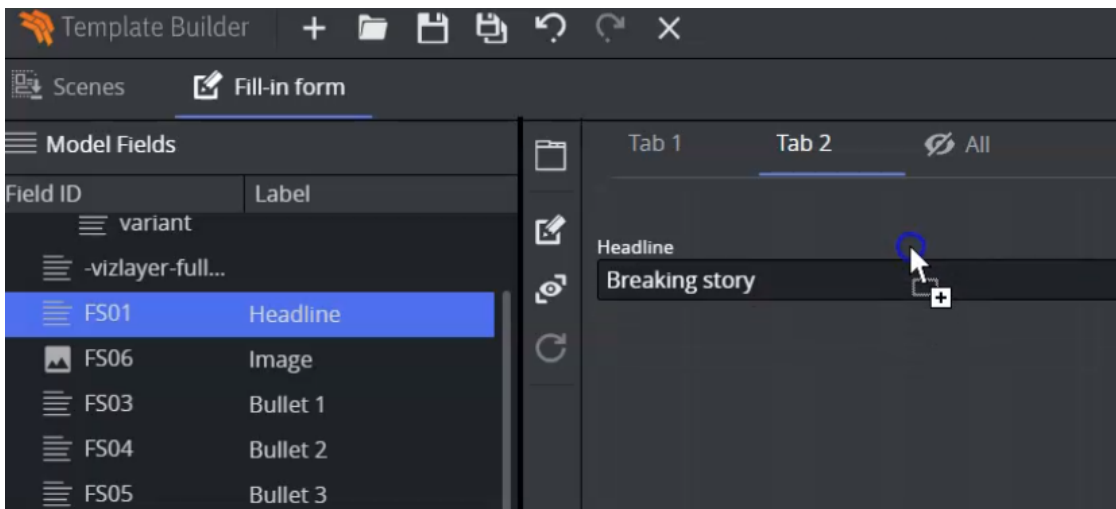 Template Builder
Scenes Fill-in form
Model Fields
Tab 1 Tab 2 All
Field ID Label
variant
-vizlayer-full...
Headline
Breaking story
FS01 Headline
FS06 Image
FS03 Bullet 1
FS04 Bullet 2
FS05 Bullet 3